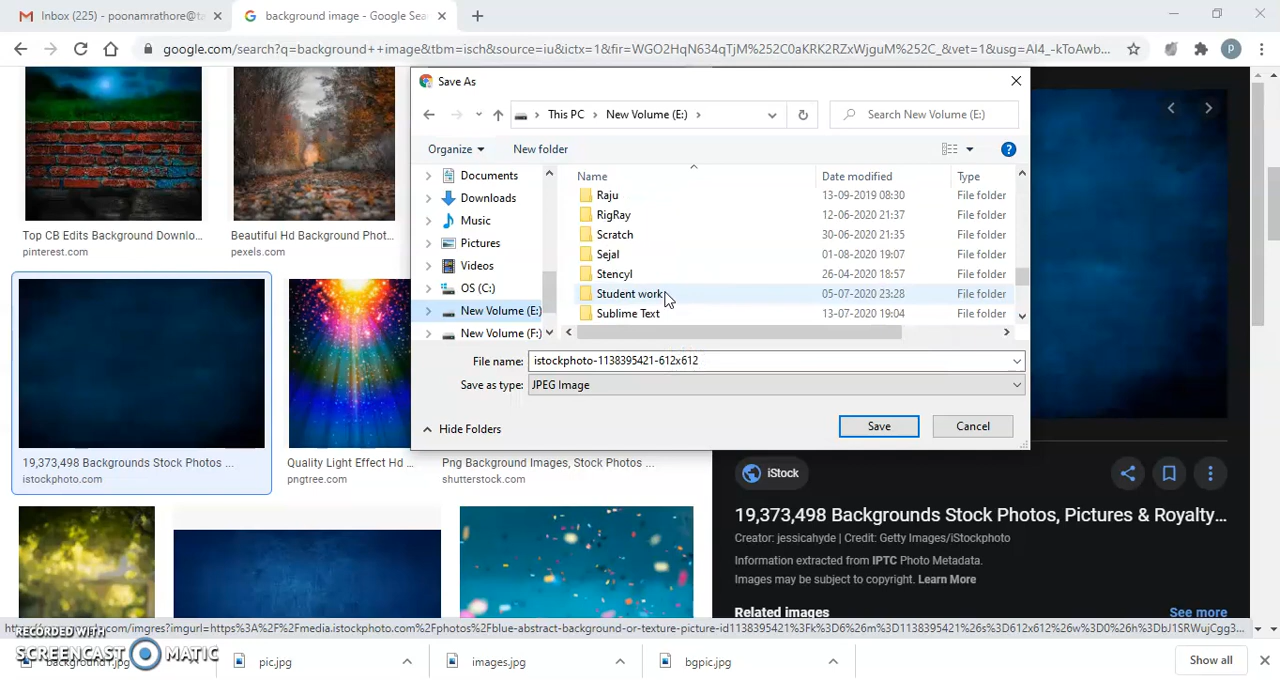 Inbox (225) - poonamrathore@ta
background image - Google Sea
google.com/search?q=background++image&tbm=isch&source=iu&ictx=1&fir=WGO2HqN634qTjM%252C0aKRK2RZxWjguM%252C_&vet=1&usg=AI4_-kToAwb...
P
Save As
This PC
New Volume (E:)
Search New Volume (E:)
Organize
New folder
Documents
Downloads
Music
Pictures
Videos
OS (C:)
New Volume (E:)
New Volume (F:)
Name
Date modified
Type
Raju 13-09-2019 08:30 File folder
RigRay 12-06-2020 21:37 File folder
Scratch 30-06-2020 21:35 File folder
Sejal 01-08-2020 19:07 File folder
Stencyl 26-04-2020 18:57 File folder
Student work 05-07-2020 23:28 File folder
Sublime Text 13-07-2020 19:04 File folder
File name: istockphoto-1138395421-612x612
Save as type: JPEG Image
Hide Folders
Save
Cancel
Top CB Edits Background Downlo...
pinterest.com
Beautiful Hd Background Phot...
pexels.com
19,373,498 Backgrounds Stock Photos ...
istockphoto.com
Quality Light Effect Hd ...
pngtree.com
Png Background Images, Stock Photos ...
shutterstock.com
iStock
19,373,498 Backgrounds Stock Photos, Pictures & Royalty...
Creator: jessicahyde | Credit: Getty Images/iStockphoto
Information extracted from IPTC Photo Metadata.
Images may be subject to copyright. Learn More
Related images
See more
RECORDED WITH
SCREENCAST MATIC
background1.jpg
pic.jpg
images.jpg
bgpic.jpg
Show all